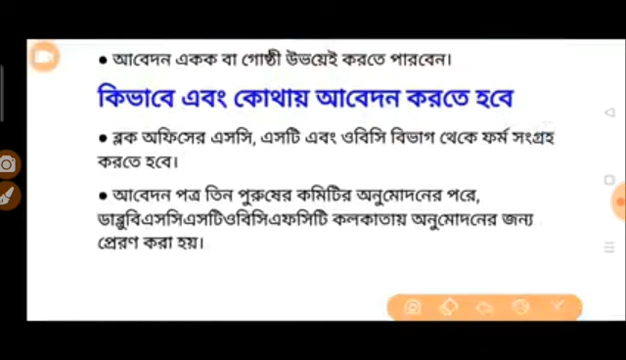 • আবেদন একক বা গোষ্ঠী উভয়েই করতে পারবেন।
কিভাবে এবং কোথায় আবেদন করতে হবে
• ব্লক অফিসের এসসি, এসটি এবং ওবিসি বিভাগ থেকে ফর্ম সংগ্রহ
করতে হবে।
• আবেদন পত্র তিন পুরুষের কমিটির অনুমোদনের পরে,
ডাব্লুবিএসসিএসটিওবিসিএফসিটি কলকাতায় অনুমোদনের জন্য
প্রেরণ করা হয়।